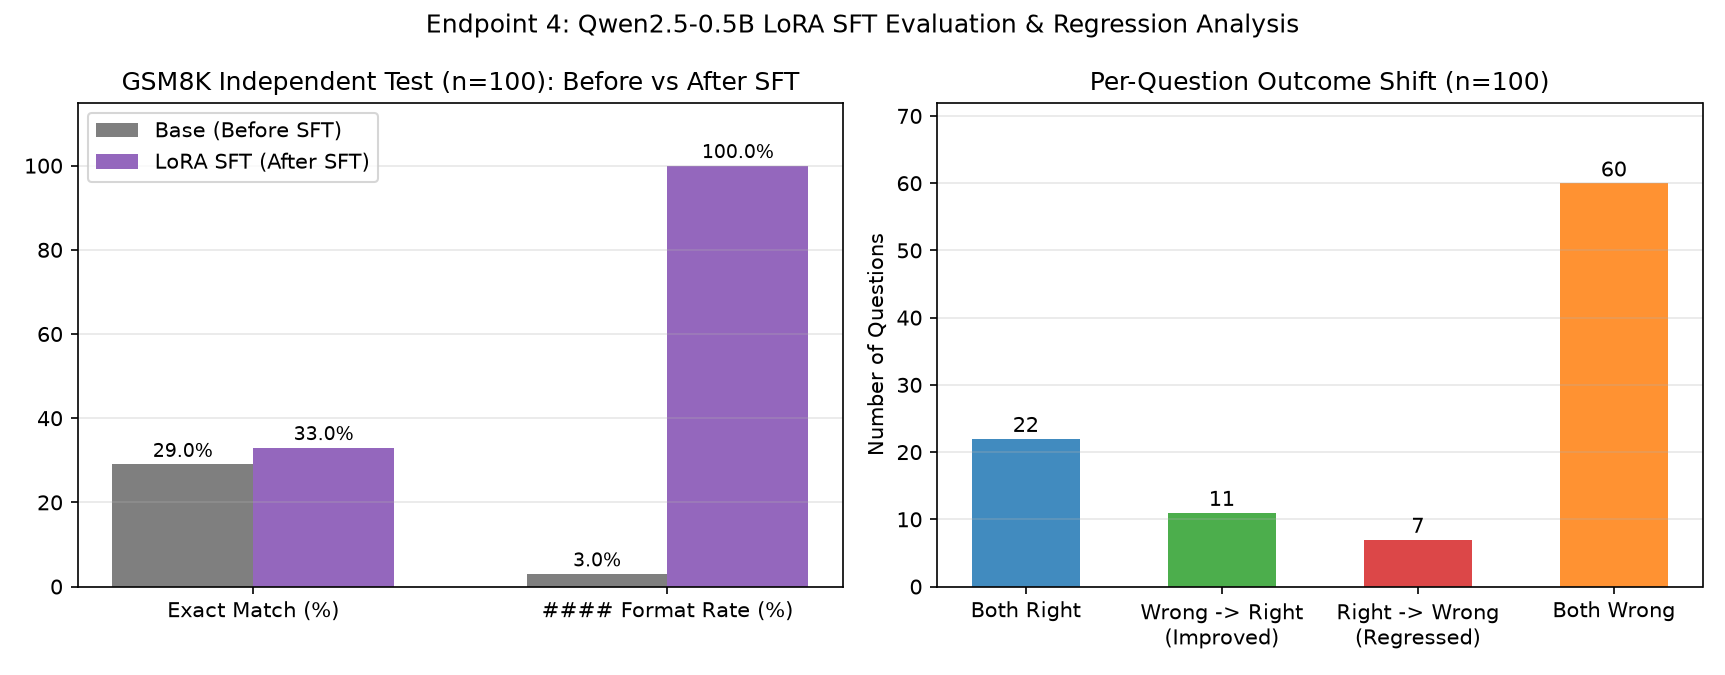 Endpoint 4: Qwen2.5-0.5B LoRA SFT Evaluation & Regression Analysis
GSM8K Independent Test (n=100): Before vs After SFT
Base (Before SFT)
LoRA SFT (After SFT)
100
80
60
40
20
0
29.0%
33.0%
3.0%
100.0%
Exact Match (%)
#### Format Rate (%)
Per-Question Outcome Shift (n=100)
Number of Questions
70
60
50
40
30
20
10
0
22
11
7
60
Both Right
Wrong -> Right
(Improved)
Right -> Wrong
(Regressed)
Both Wrong